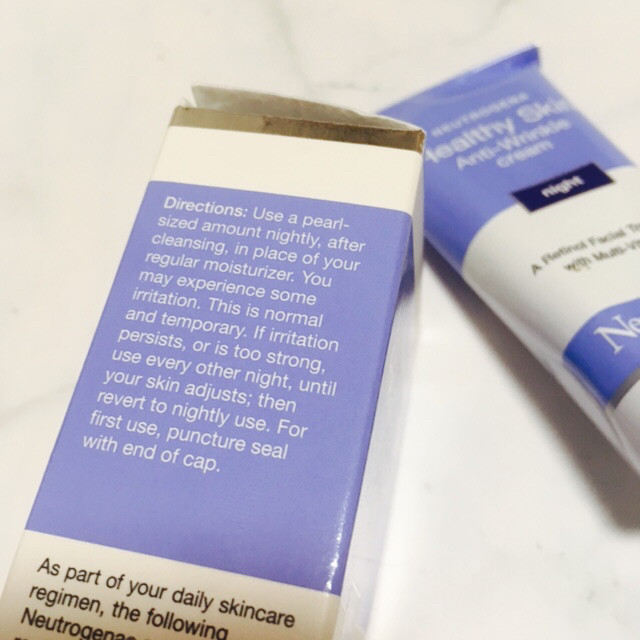 Directions: Use a pearl-
sized amount nightly, after
cleansing, in place of your
regular moisturizer. You
may experience some
irritation. This is normal
and temporary. If irritation
persists, or is too strong,
use every other night, until
your skin adjusts; then
revert to nightly use. For
first use, puncture seal
with end of cap.
As part of your daily skincare
regimen, the following
NEUTROGENA
Healthy Skin
Anti-Wrinkle
cream
night
A Retinol Facial
with